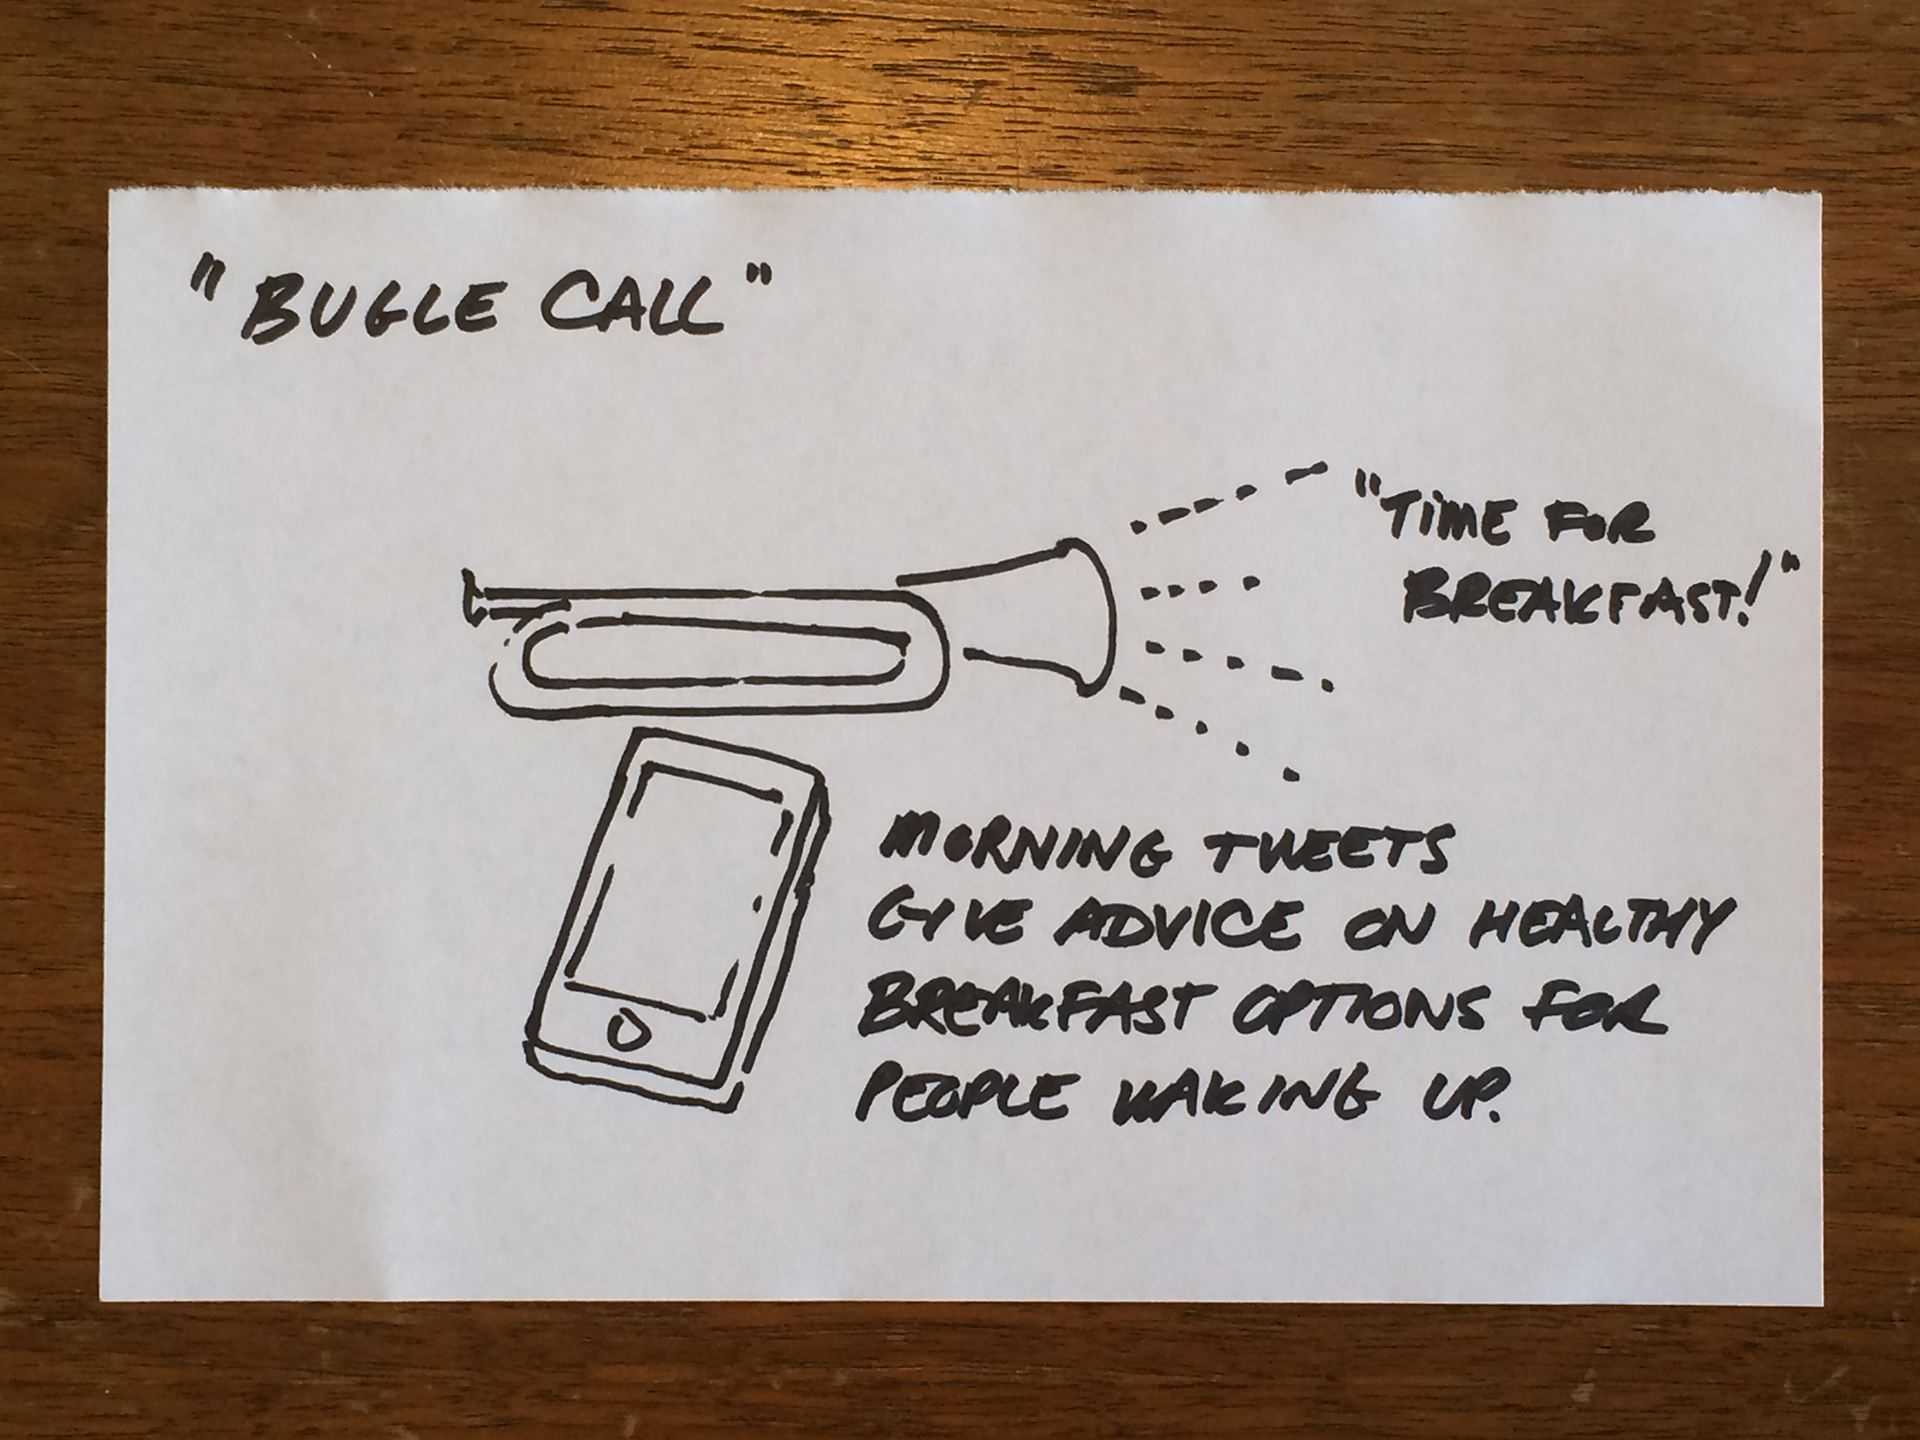 "BUGLE CALL"
"TIME FOR
BREAKFAST!"
MORNING TWEETS
GIVE ADVICE ON HEALTHY
BREAKFAST OPTIONS FOR
PEOPLE WAKING UP.